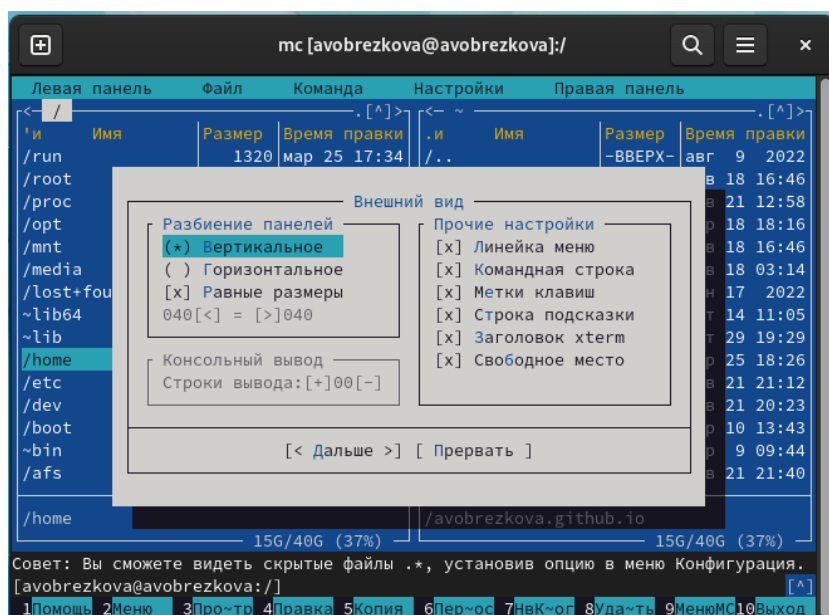 mc [avobrezkova@avobrezkova]:/
Левая панель Файл Команда Настройки Правая панель
<- / .[^]> <- ~ .[^]>
'и Имя Размер Время правки .и Имя Размер Время правки
/run 1320 мар 25 17:34 /.. -ВВЕРХ- авг 9 2022
/root в 18 16:46
/proc в 21 12:58
/opt р 18 18:16
/mnt в 18 16:46
/media в 18 03:14
/lost+fou н 17 2022
~lib64 т 14 11:05
~lib т 29 19:29
/home р 25 18:26
/etc в 21 21:12
/dev в 21 20:23
/boot р 10 13:43
~bin р 9 09:44
/afs в 21 21:40
Внешний вид
Разбиение панелей
(*) Вертикальное
( ) Горизонтальное
[x] Равные размеры
040[<] = [>]040
Консольный вывод
Строки вывода:[+]00[-]
Прочие настройки
[x] Линейка меню
[x] Командная строка
[x] Метки клавиш
[x] Строка подсказки
[x] Заголовок xterm
[x] Свободное место
[< Дальше >] [ Прервать ]
/home /avobrezkova.github.io
15G/40G (37%) 15G/40G (37%)
Совет: Вы сможете видеть скрытые файлы .*, установив опцию в меню Конфигурация.
[avobrezkova@avobrezkova:/] [^]
1Помощь 2Меню 3Про~тр 4Правка 5Копия 6Пер~ос 7НвК~ог 8Уда~ть 9МенюMC10Выход